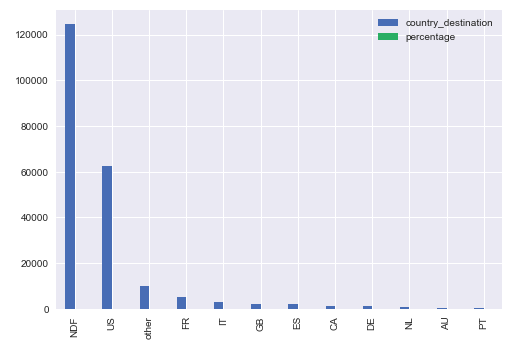 country_destination
percentage
120000
100000
80000
60000
40000
20000
0
NDF
US
other
FR
IT
GB
ES
CA
DE
NL
AU
PT